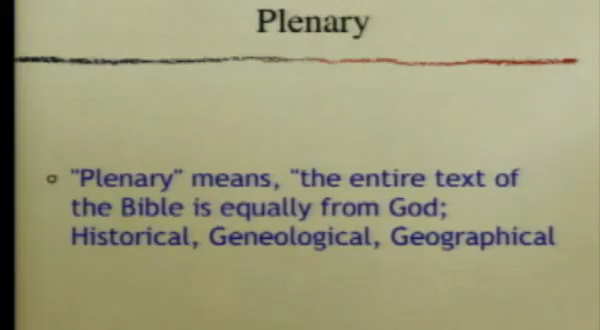 Plenary
"Plenary" means, "the entire text of
the Bible is equally from God;
Historical, Geneological, Geographical